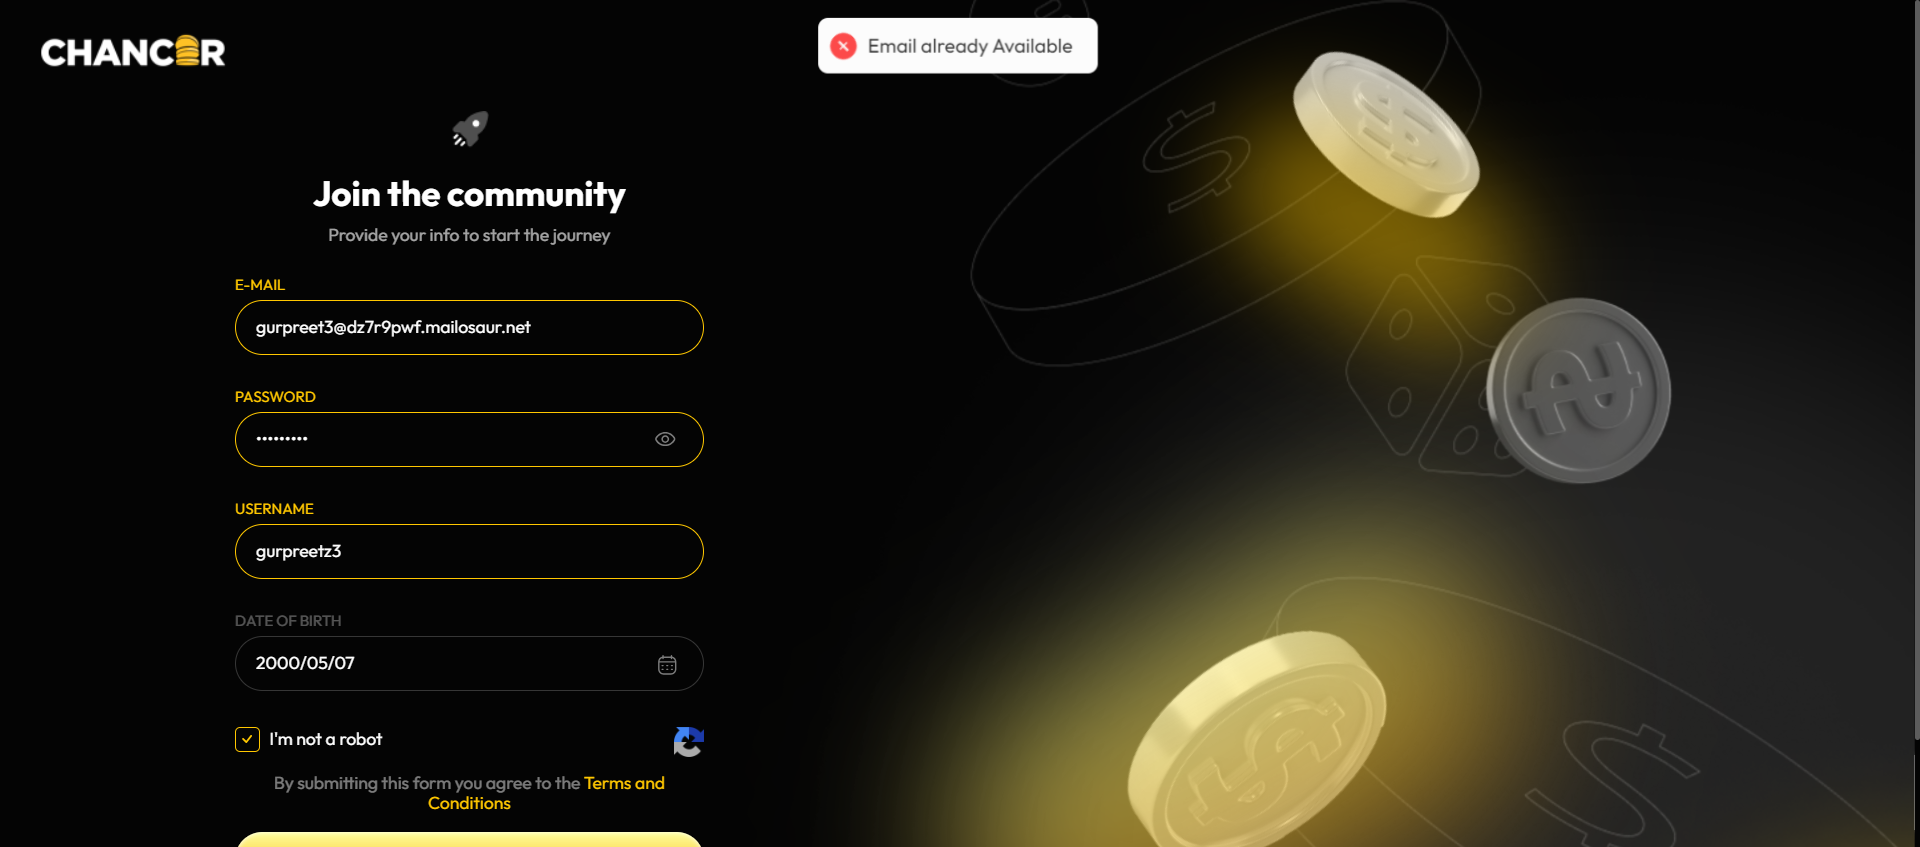 CHANCER
Email already Available
Join the community
Provide your info to start the journey
E-MAIL
gurpreet3@dz7r9pwf.mailosaur.net
PASSWORD
•••••••••
USERNAME
gurpreetz3
DATE OF BIRTH
2000/05/07
I'm not a robot
By submitting this form you agree to the Terms and
Conditions